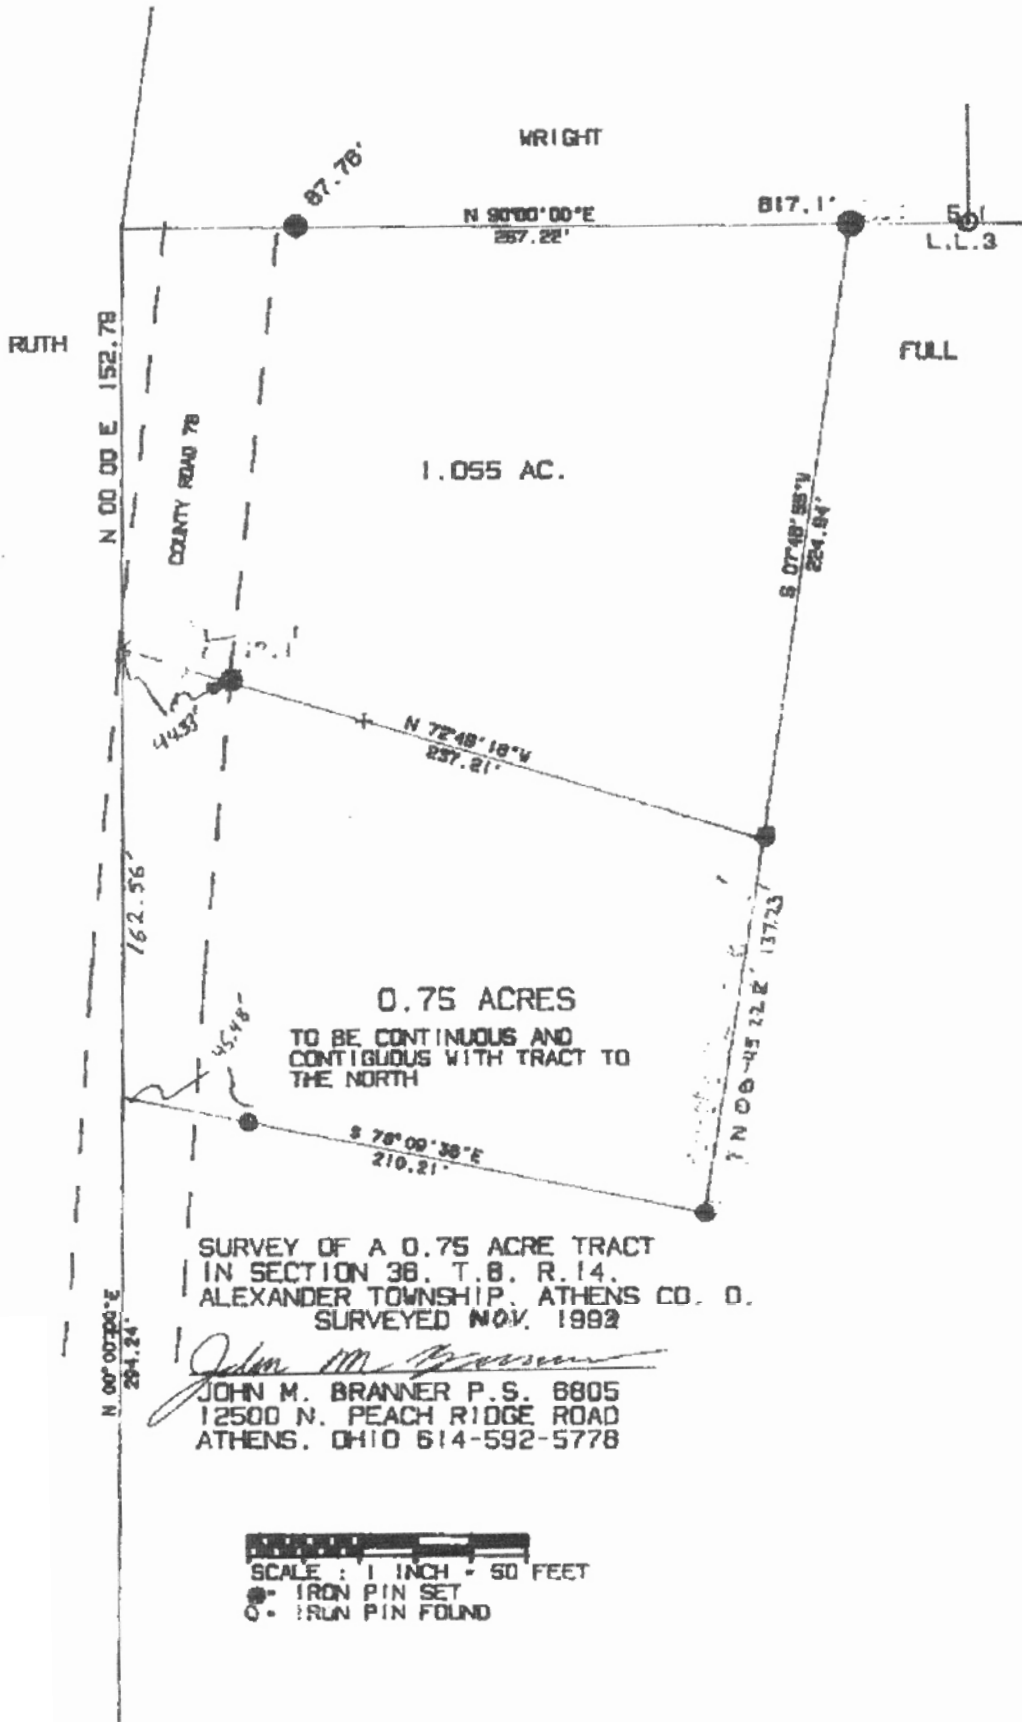 WRIGHT
87.78'
N 90°00'00"E
267.22'
817.1'
L.L.3
RUTH
FULL
N 00 00 E 152.78
COUNTY ROAD 78
1.055 AC.
S 07°48'58"W
224.94'
44.33'
N 72°48'18"W
237.21'
162.56'
137.23'
0.75 ACRES
TO BE CONTINUOUS AND
CONTIGUOUS WITH TRACT TO
THE NORTH
45.48'
S 78°09'38"E
210.21'
SURVEY OF A 0.75 ACRE TRACT
IN SECTION 36. T.8. R.14.
ALEXANDER TOWNSHIP. ATHENS CO. O.
SURVEYED NOV. 1992
N 00°00'00"E
294.24'
JOHN M. BRANNER P.S. 6805
12500 N. PEACH RIDGE ROAD
ATHENS. OHIO 614-592-5778
SCALE : 1 INCH = 50 FEET
= IRON PIN SET
= IRON PIN FOUND